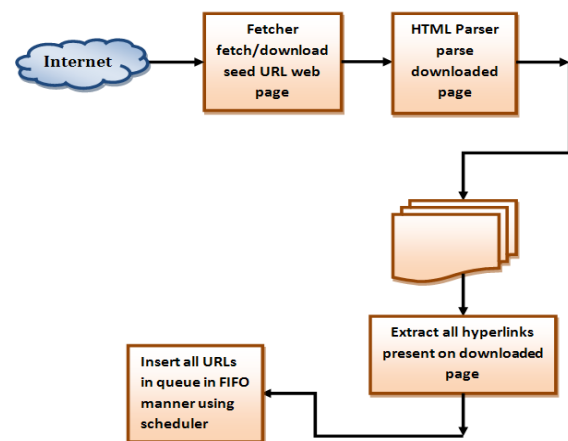 Internet
Fetcher
fetch/download
seed URL web
page
HTML Parser
parse
downloaded
page
Extract all hyperlinks
present on downloaded
page
Insert all URLs
in queue in FIFO
manner using
scheduler